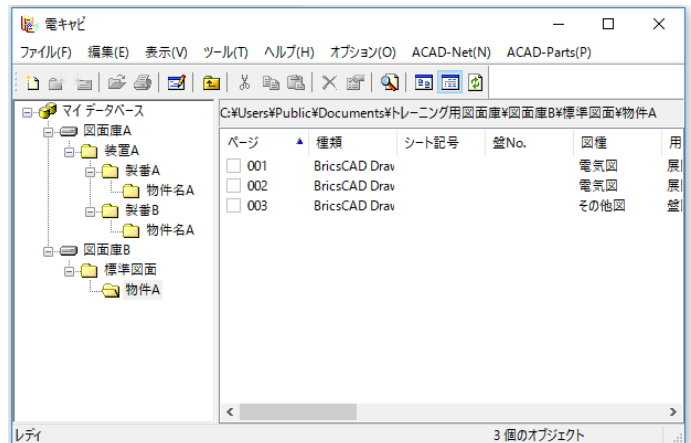 電キャビ
ファイル(F) 編集(E) 表示(V) ツール(T) ヘルプ(H) オプション(O) ACAD-Net(N) ACAD-Parts(P)
マイ データベース
図面庫A
装置A
製番A
物件名A
製番B
物件名A
図面庫B
標準図面
物件A
C:¥Users¥Public¥Documents¥トレーニング用図面庫¥図面庫B¥標準図面¥物件A
ページ 種類 シート記号 盤No. 図種 用
001 BricsCAD Drav 電気図 展
002 BricsCAD Drav 電気図 展
003 BricsCAD Drav その他図 盤
レディ 3 個のオブジェクト